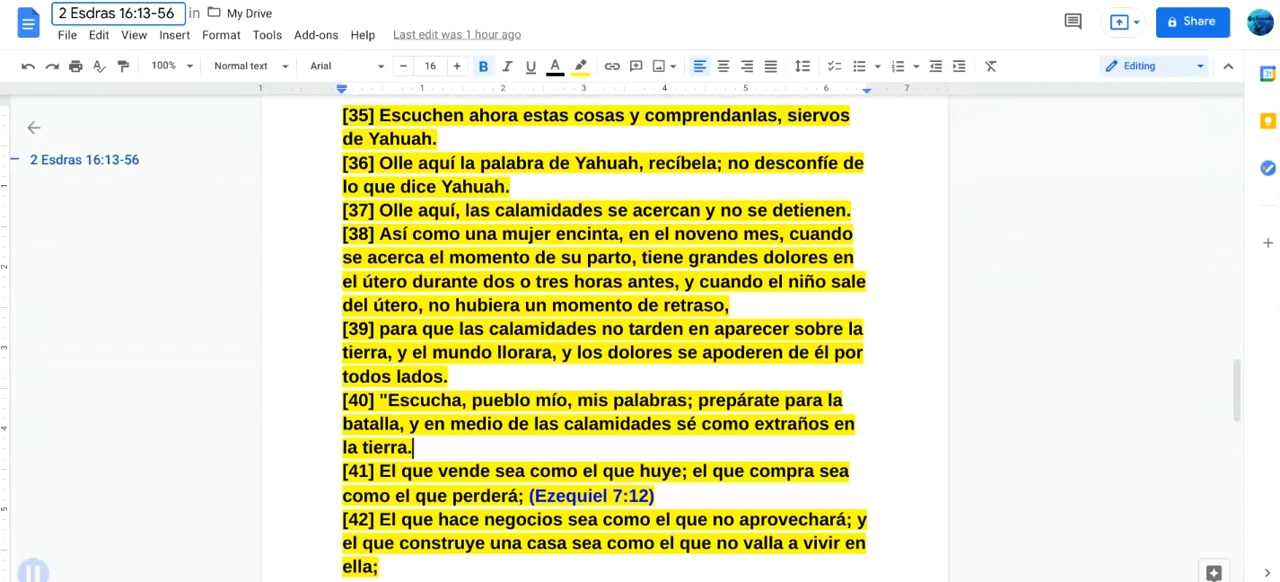 2 Esdras 16:13-56 in My Drive
Share
File Edit View Insert Format Tools Add-ons Help Last edit was 1 hour ago
100% Normal text Arial − 16 + B I U A Editing
1 1 2 3 4 5 6 7
[35] Escuchen ahora estas cosas y comprendanlas, siervos
de Yahuah.
2 Esdras 16:13-56
[36] Olle aquí la palabra de Yahuah, recíbela; no desconfíe de
lo que dice Yahuah.
[37] Olle aquí, las calamidades se acercan y no se detienen.
[38] Así como una mujer encinta, en el noveno mes, cuando
se acerca el momento de su parto, tiene grandes dolores en
el útero durante dos o tres horas antes, y cuando el niño sale
del útero, no hubiera un momento de retraso,
[39] para que las calamidades no tarden en aparecer sobre la
tierra, y el mundo llorara, y los dolores se apoderen de él por
todos lados.
[40] "Escucha, pueblo mío, mis palabras; prepárate para la
batalla, y en medio de las calamidades sé como extraños en
la tierra.
[41] El que vende sea como el que huye; el que compra sea
como el que perderá; (Ezequiel 7:12)
[42] El que hace negocios sea como el que no aprovechará; y
el que construye una casa sea como el que no valla a vivir en
ella;